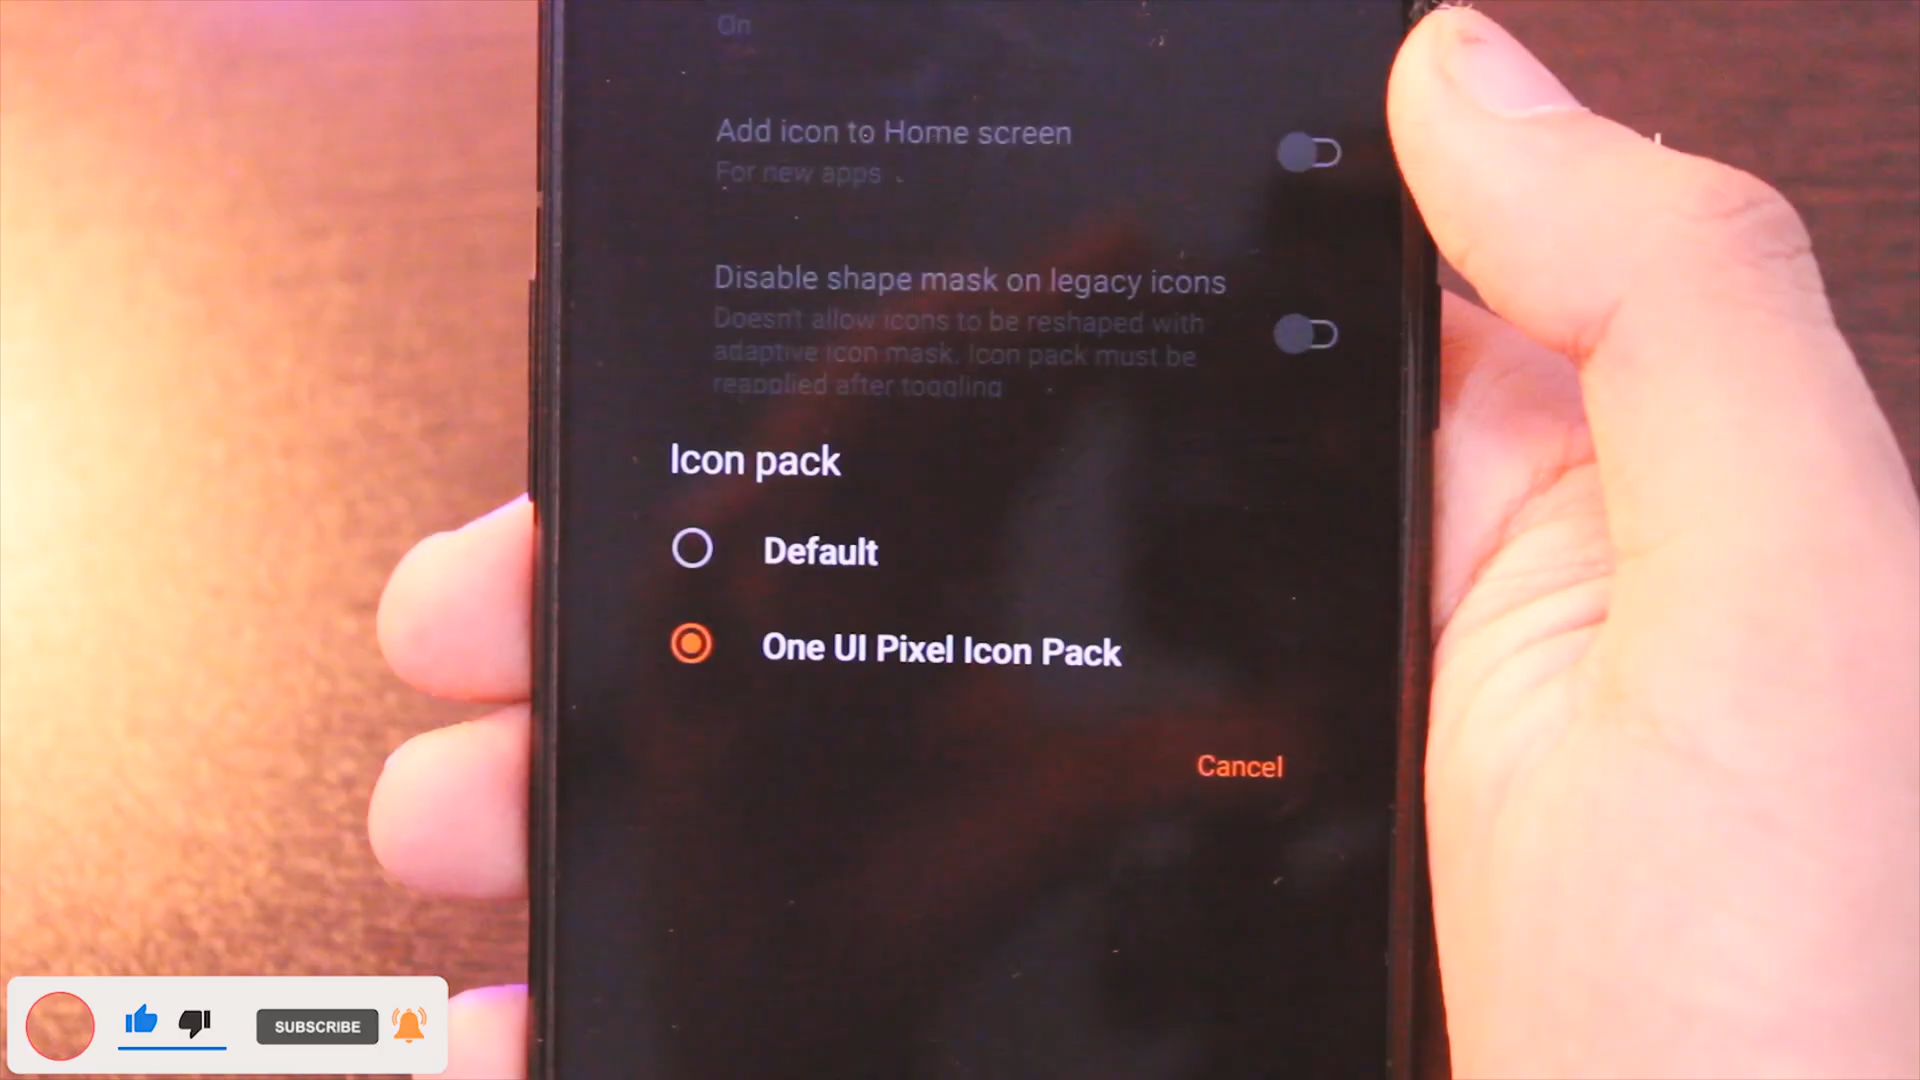 On
Add icon to Home screen
For new apps
Disable shape mask on legacy icons
Doesn't allow icons to be reshaped with
adaptive icon mask. Icon pack must be
reapplied after toggling
Icon pack
Default
One UI Pixel Icon Pack
Cancel
SUBSCRIBE